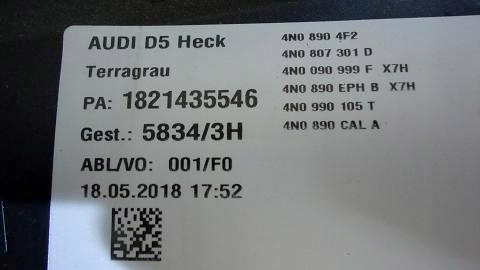 AUDI D5 Heck
Terragrau
PA: 1821435546
Gest.: 5834/3H
ABL/VO: 001/F0
18.05.2018 17:52
4N0 890 4F2
4N0 807 301 D
4N0 090 999 F X7H
4N0 890 EPH B X7H
4N0 990 105 T
4N0 890 CAL A